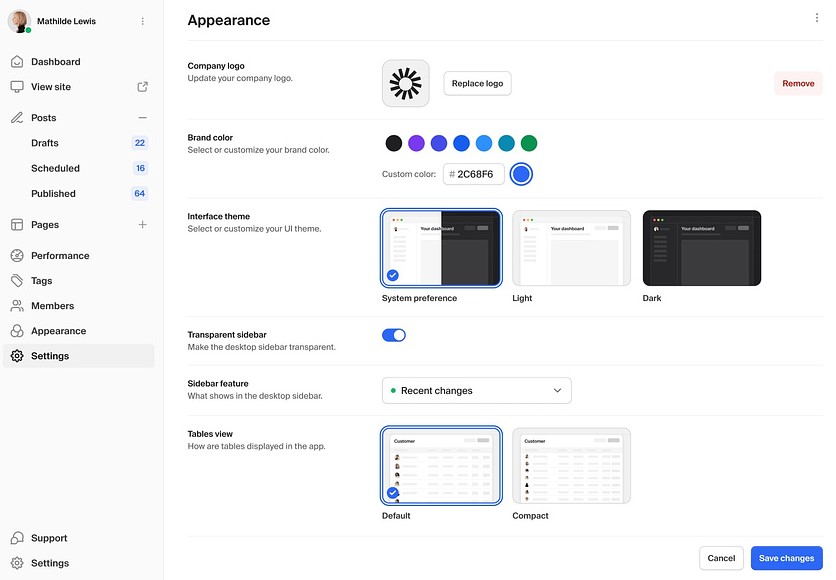 Mathilde Lewis
Dashboard
View site
Posts
Drafts 22
Scheduled 16
Published 64
Pages
Performance
Tags
Members
Appearance
Settings
Support
Settings
Appearance
Company logo
Update your company logo.
Replace logo
Remove
Brand color
Select or customize your brand color.
Custom color: # 2C68F6
Interface theme
Select or customize your UI theme.
Your dashboard
Your dashboard
Your dashboard
System preference
Light
Dark
Transparent sidebar
Make the desktop sidebar transparent.
Sidebar feature
What shows in the desktop sidebar.
Recent changes
Tables view
How are tables displayed in the app.
Customer
Customer
Default
Compact
Cancel
Save changes